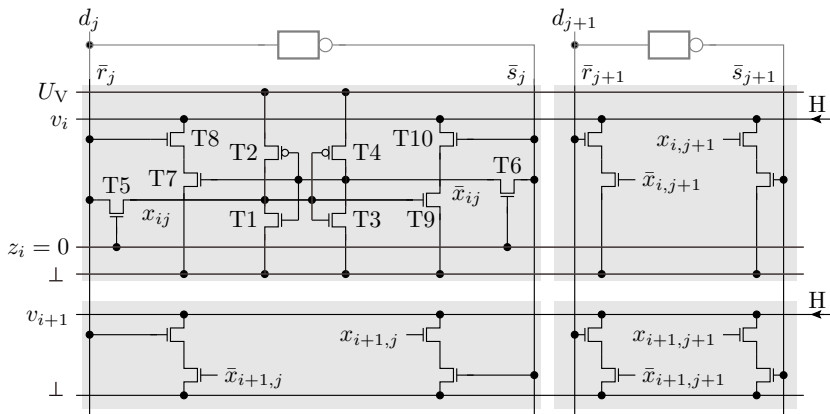 d_j d_{j+1}
r̄_j s̄_j r̄_{j+1} s̄_{j+1}
U_V
H
v_i
T8 T10 x_{i,j+1}
T2 T4 T6
T7 x̄_{i,j+1}
T5 x̄_{ij}
x_{ij} T1 T3 T9
z_i = 0
⊥
H
v_{i+1}
x_{i+1,j} x_{i+1,j+1}
x̄_{i+1,j} x̄_{i+1,j+1}
⊥